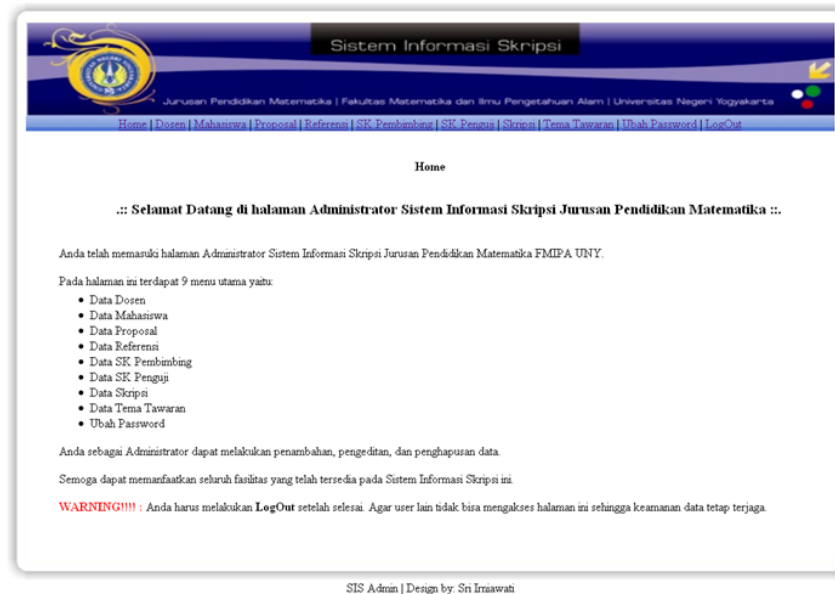 Sistem Informasi Skripsi
Jurusan Pendidikan Matematika | Fakultas Matematika dan Ilmu Pengetahuan Alam | Universitas Negeri Yogyakarta
Home | Dosen | Mahasiswa | Proposal | Referensi | SK Pembimbing | SK Penguji | Skripsi | Tema Tawaran | Ubah Password | LogOut
Home
.:: Selamat Datang di halaman Administrator Sistem Informasi Skripsi Jurusan Pendidikan Matematika ::.
Anda telah memasuki halaman Administrator Sistem Informasi Skripsi Jurusan Pendidikan Matematika FMIPA UNY.
Pada halaman ini terdapat 9 menu utama yaitu:
• Data Dosen
• Data Mahasiswa
• Data Proposal
• Data Referensi
• Data SK Pembimbing
• Data SK Penguji
• Data Skripsi
• Data Tema Tawaran
• Ubah Password
Anda sebagai Administrator dapat melakukan penambahan, pengeditan, dan penghapusan data.
Semoga dapat memanfaatkan seluruh fasilitas yang telah tersedia pada Sistem Informasi Skripsi ini.
WARNING!!!! : Anda harus melakukan LogOut setelah selesai. Agar user lain tidak bisa mengakses halaman ini sehingga keamanan data tetap terjaga.
SIS Admin | Design by: Sri Irniawati